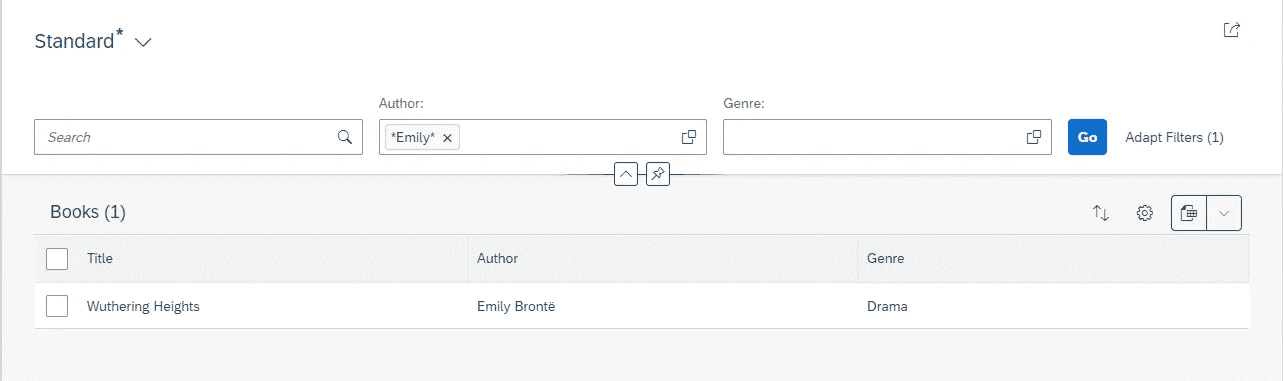 Standard*
Author:
Genre:
Search
*Emily*
Go
Adapt Filters (1)
Books (1)
Title Author Genre
Wuthering Heights Emily Brontë Drama